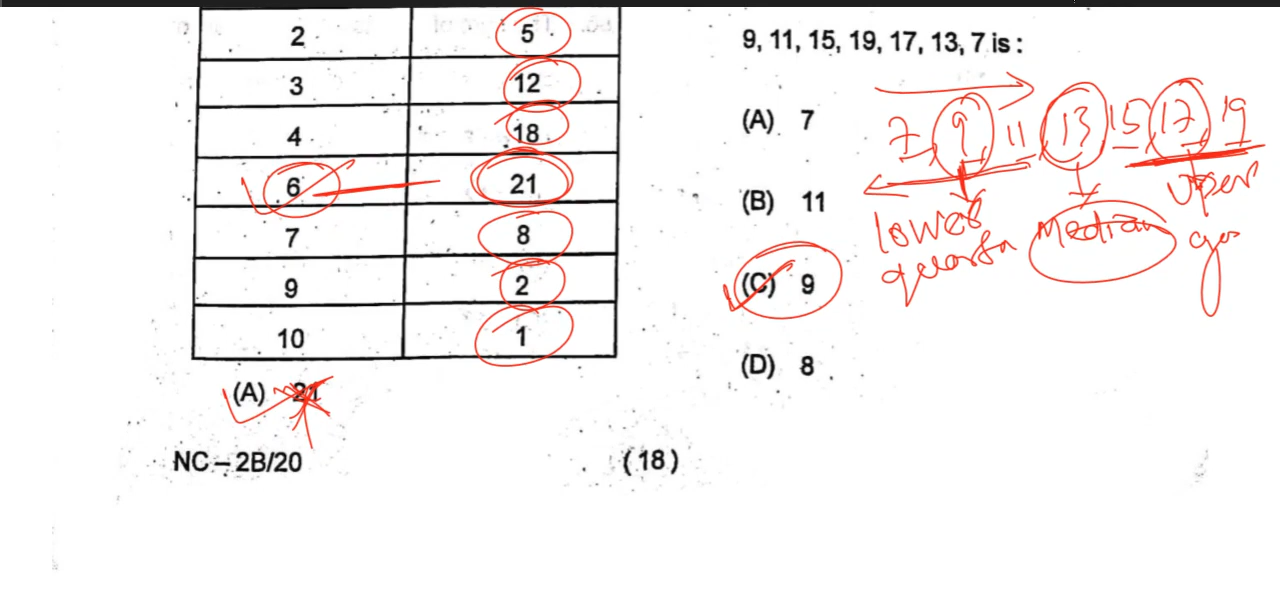 2 5
3 12
4 18
6 21
7 8
9 2
10 1
(A) 21
NC – 2B/20
(18)
9, 11, 15, 19, 17, 13, 7 is :
(A) 7
(B) 11
(C) 9
(D) 8
7, 9, 11, 13, 15, 17, 19
lower
Median